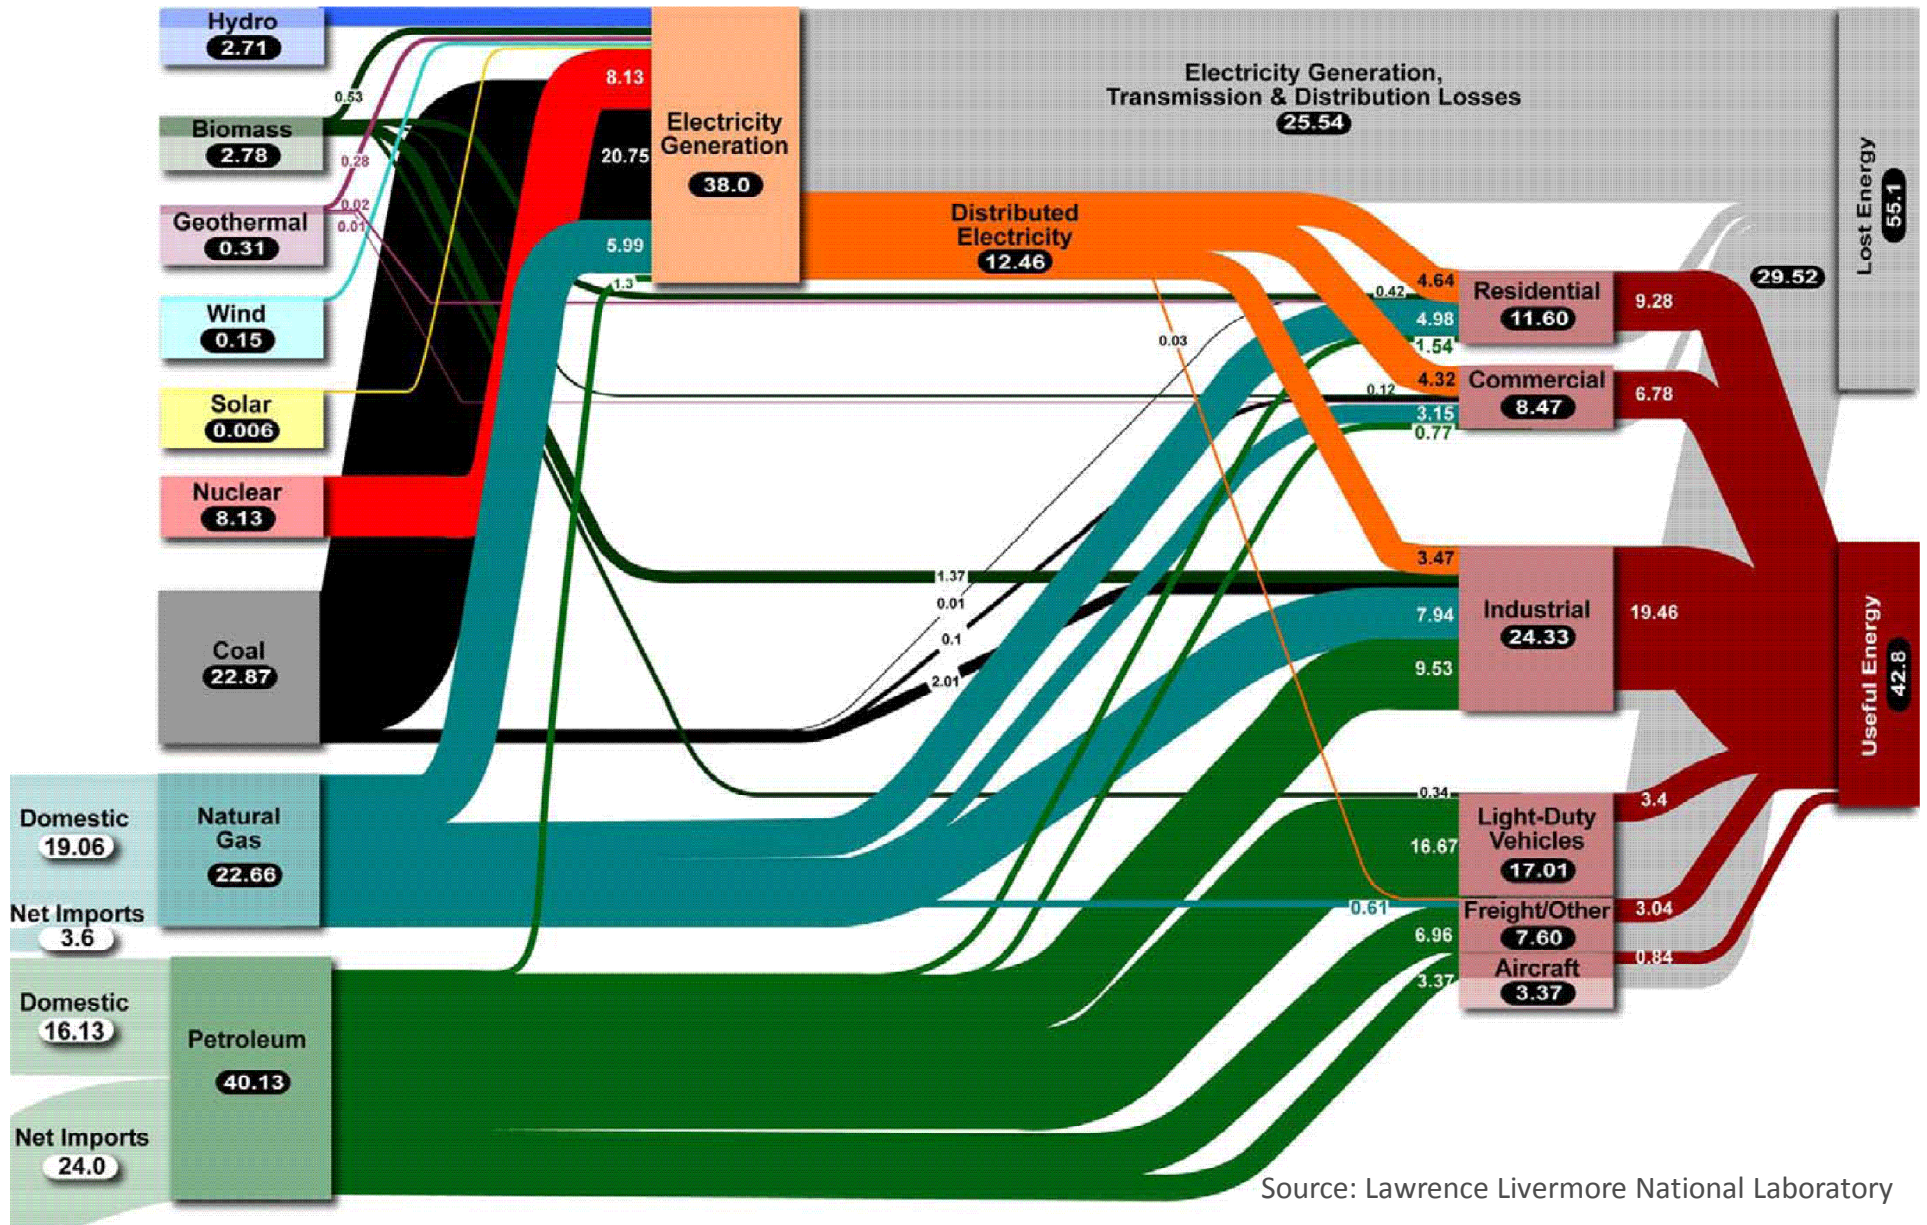 Hydro
2.71
0.53
Biomass
2.78
0.28
0.02
0.01
Geothermal
0.31
Wind
0.15
Solar
0.006
Nuclear
8.13
Coal
22.87
Domestic
19.06
Net Imports
3.6
Natural
Gas
22.66
Domestic
16.13
Net Imports
24.0
Petroleum
40.13
8.13
20.75
5.99
1.3
Electricity
Generation
38.0
Electricity Generation,
Transmission & Distribution Losses
25.54
Distributed
Electricity
12.46
0.03
1.37
0.01
0.1
2.01
4.64
0.42
4.98
1.54
Residential
11.60
9.28
4.32
0.12
3.15
0.77
Commercial
8.47
6.78
3.47
7.94
9.53
Industrial
24.33
19.46
0.34
16.67
Light-Duty
Vehicles
17.01
3.4
0.61
6.96
Freight/Other
7.60
3.04
3.37
Aircraft
3.37
0.84
29.52
Lost Energy
55.1
Useful Energy
42.8
Source: Lawrence Livermore National Laboratory